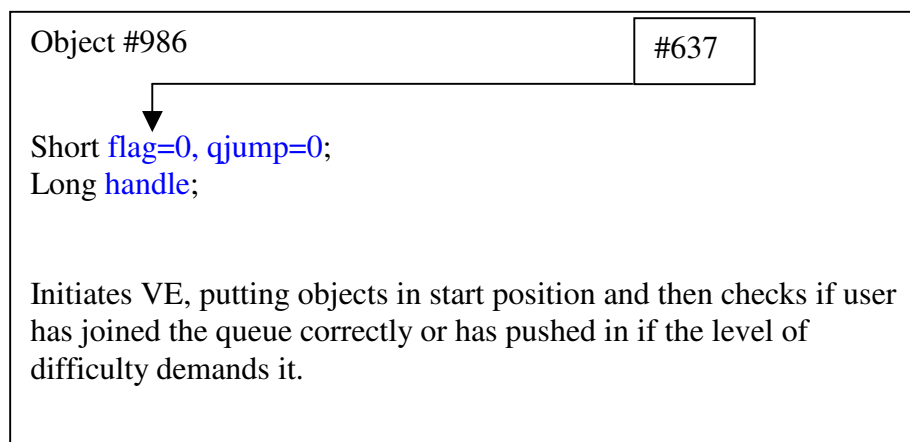 Object #986
#637
Short flag=0, qjump=0;
Long handle;
Initiates VE, putting objects in start position and then checks if user
has joined the queue correctly or has pushed in if the level of
difficulty demands it.